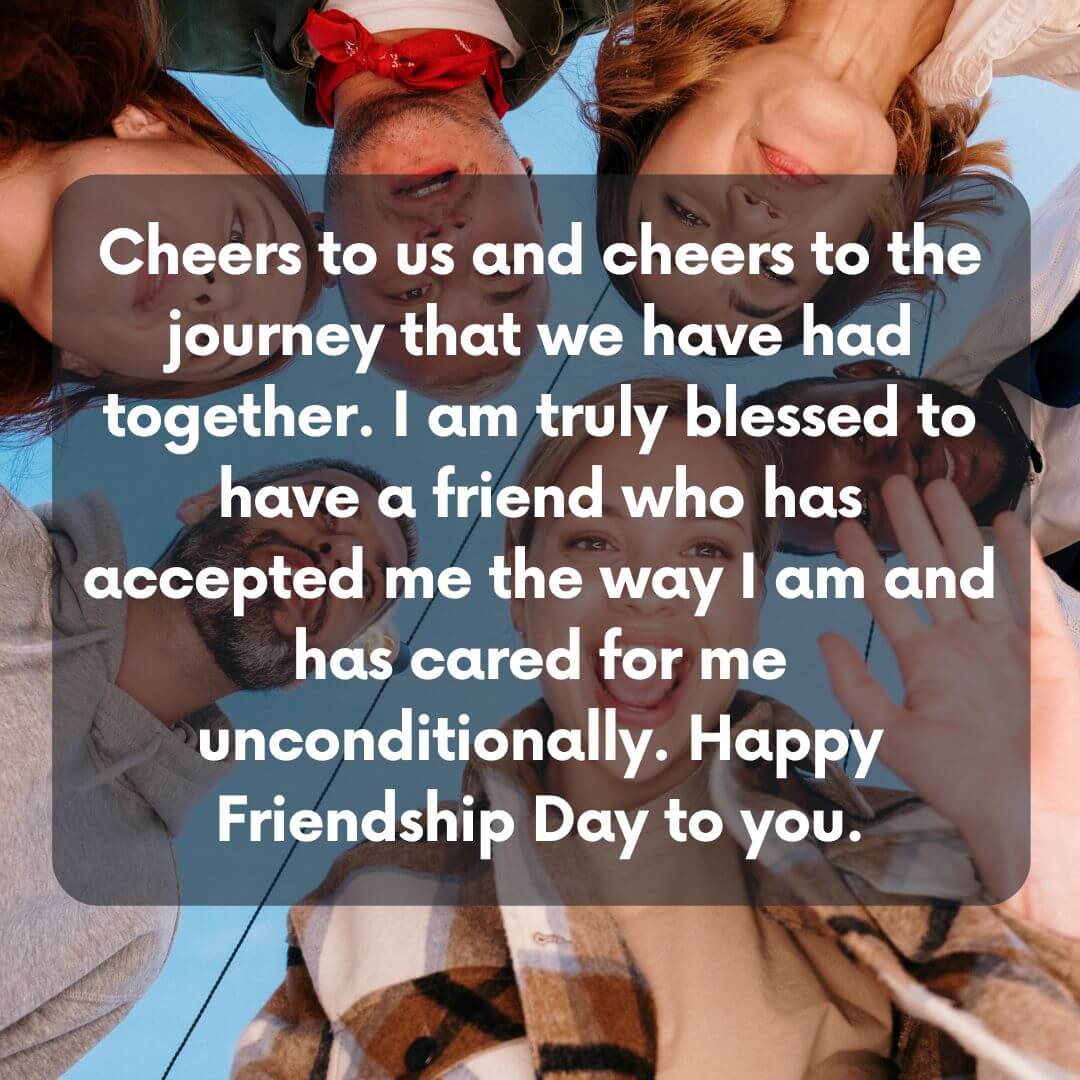 Cheers to us and cheers to the
journey that we have had
together. I am truly blessed to
have a friend who has
accepted me the way I am and
has cared for me
unconditionally. Happy
Friendship Day to you.